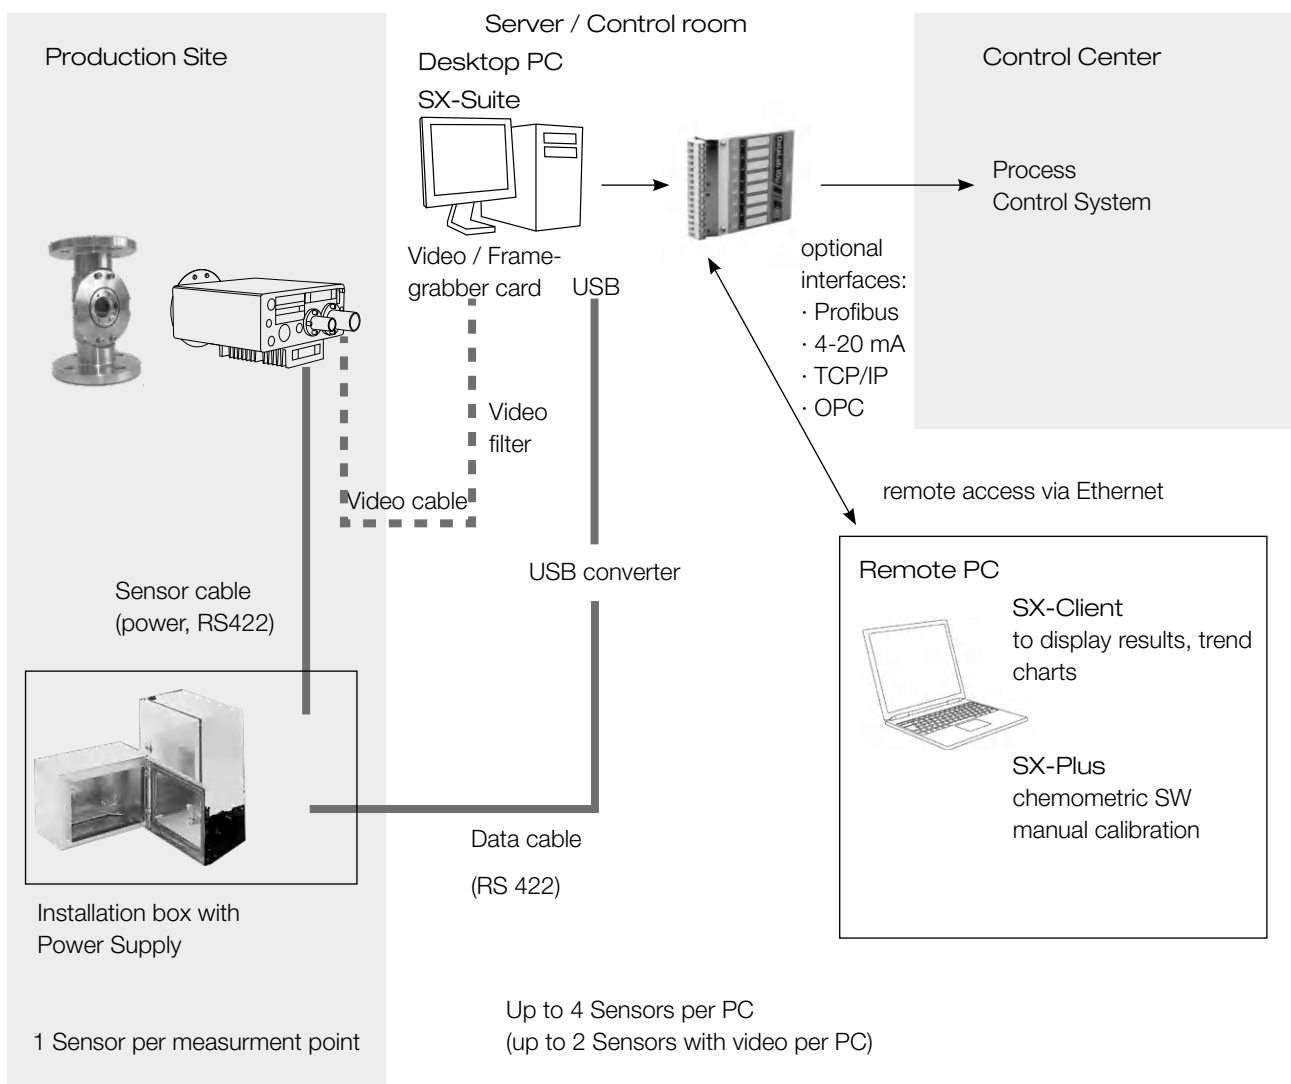 Server / Control room
Production Site
Desktop PC
SX-Suite
Control Center
Process
Control System
Video / Frame-
grabber card
USB
optional
interfaces:
· Profibus
· 4-20 mA
· TCP/IP
· OPC
Video
filter
Video cable
remote access via Ethernet
USB converter
Sensor cable
(power, RS422)
Remote PC
SX-Client
to display results, trend
charts
SX-Plus
chemometric SW
manual calibration
Data cable
(RS 422)
Installation box with
Power Supply
1 Sensor per measurment point
Up to 4 Sensors per PC
(up to 2 Sensors with video per PC)